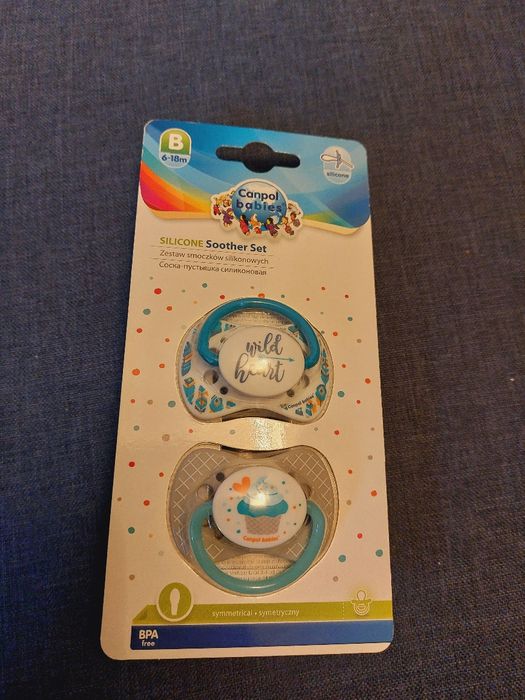 B
6-18m
silicone
Canpol
babies
SILICONE Soother Set
Zestaw smoczków silikonowych
Соска-пустышка силиконовая
wild
heart
Canpol babies
Canpol babies
symmetrical • symetryczny
BPA
free